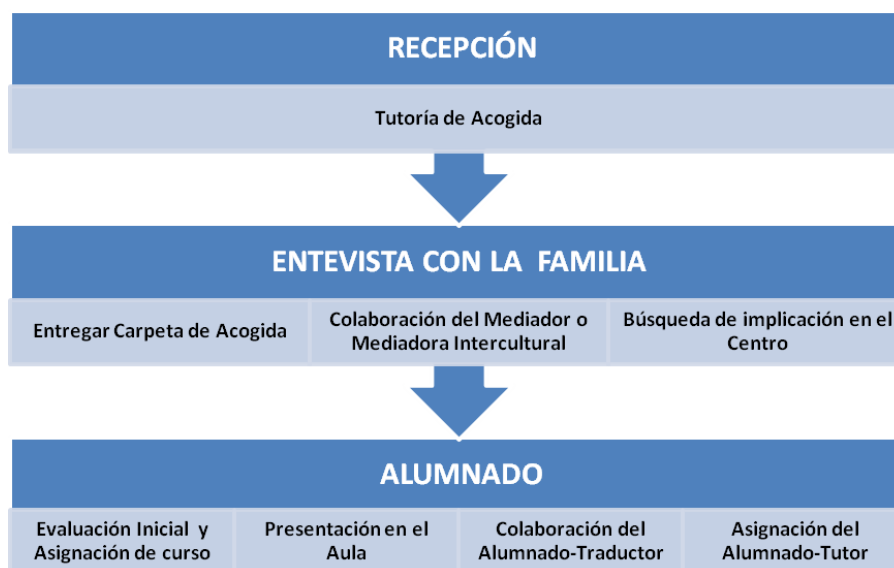 RECEPCIÓN
Tutoría de Acogida
ENTEVISTA CON LA FAMILIA
Entregar Carpeta de Acogida
Colaboración del Mediador o
Mediadora Intercultural
Búsqueda de implicación en el
Centro
ALUMNADO
Evaluación Inicial y
Asignación de curso
Presentación en el
Aula
Colaboración del
Alumnado-Traductor
Asignación del
Alumnado-Tutor